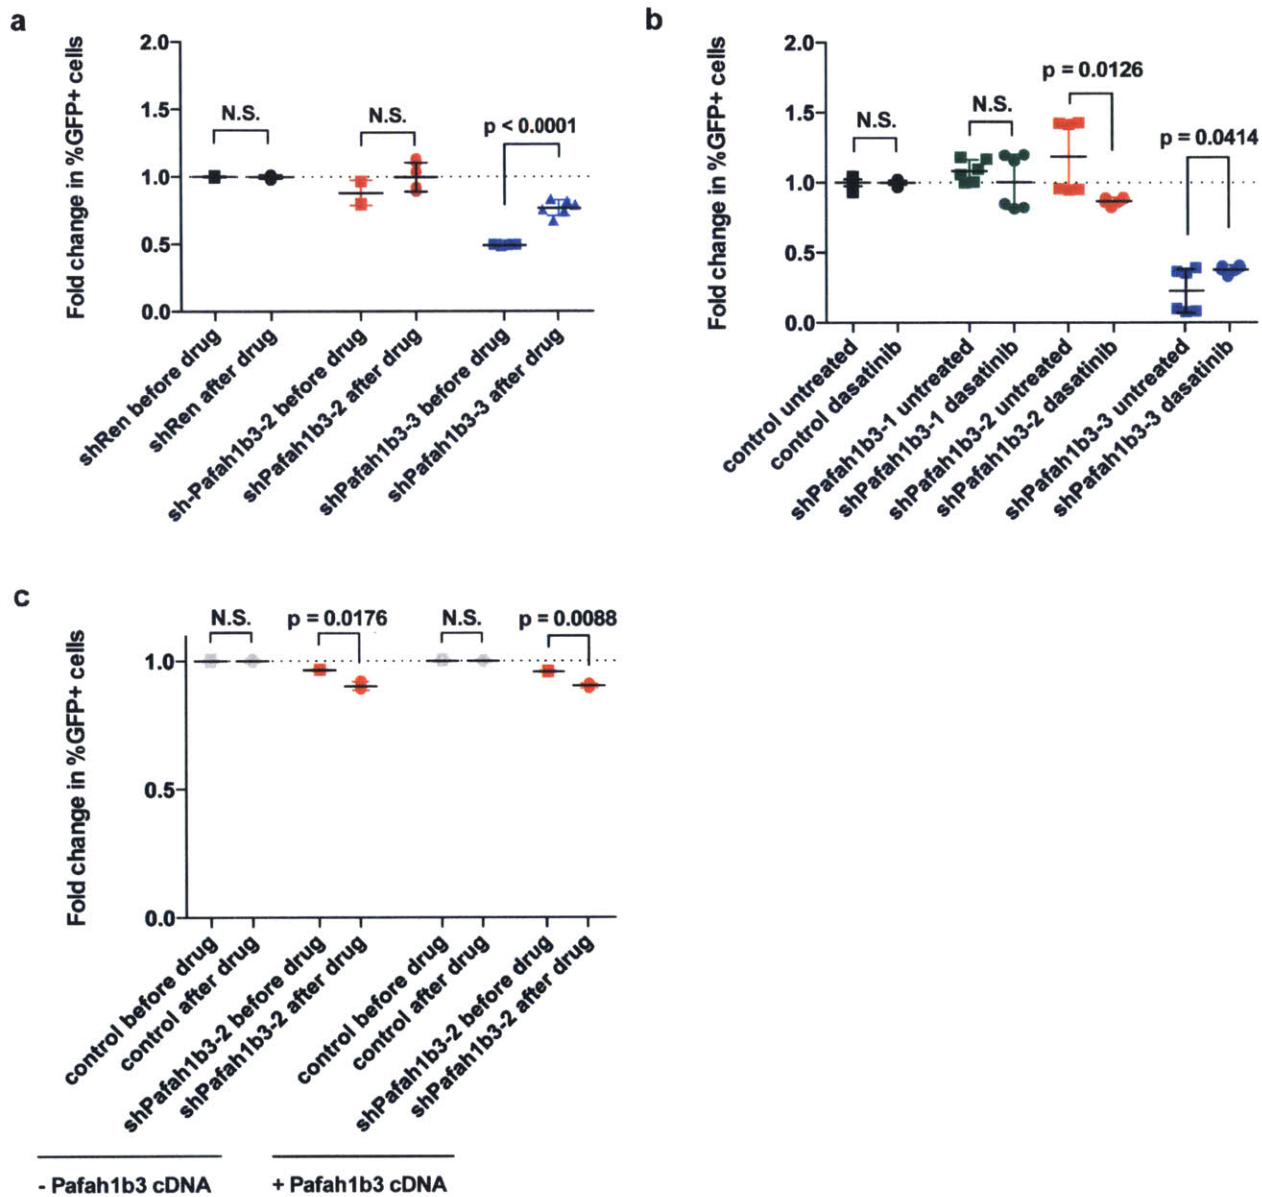 a
Fold change in %GFP+ cells
2.0
1.5
1.0
0.5
0.0
N.S.
N.S.
p < 0.0001
shRen before drug
shRen after drug
sh-Pafah1b3-2 before drug
shPafah1b3-2 after drug
shPafah1b3-3 before drug
shPafah1b3-3 after drug
b
Fold change in %GFP+ cells
2.0
1.5
1.0
0.5
0.0
N.S.
N.S.
p = 0.0126
p = 0.0414
control untreated
control dasatinib
shPafah1b3-1 untreated
shPafah1b3-1 dasatinib
shPafah1b3-2 untreated
shPafah1b3-2 dasatinib
shPafah1b3-3 untreated
shPafah1b3-3 dasatinib
c
Fold change in %GFP+ cells
1.0
0.5
0.0
N.S.
p = 0.0176
N.S.
p = 0.0088
control before drug
control after drug
shPafah1b3-2 before drug
shPafah1b3-2 after drug
control before drug
control after drug
shPafah1b3-2 before drug
shPafah1b3-2 after drug
- Pafah1b3 cDNA
+ Pafah1b3 cDNA